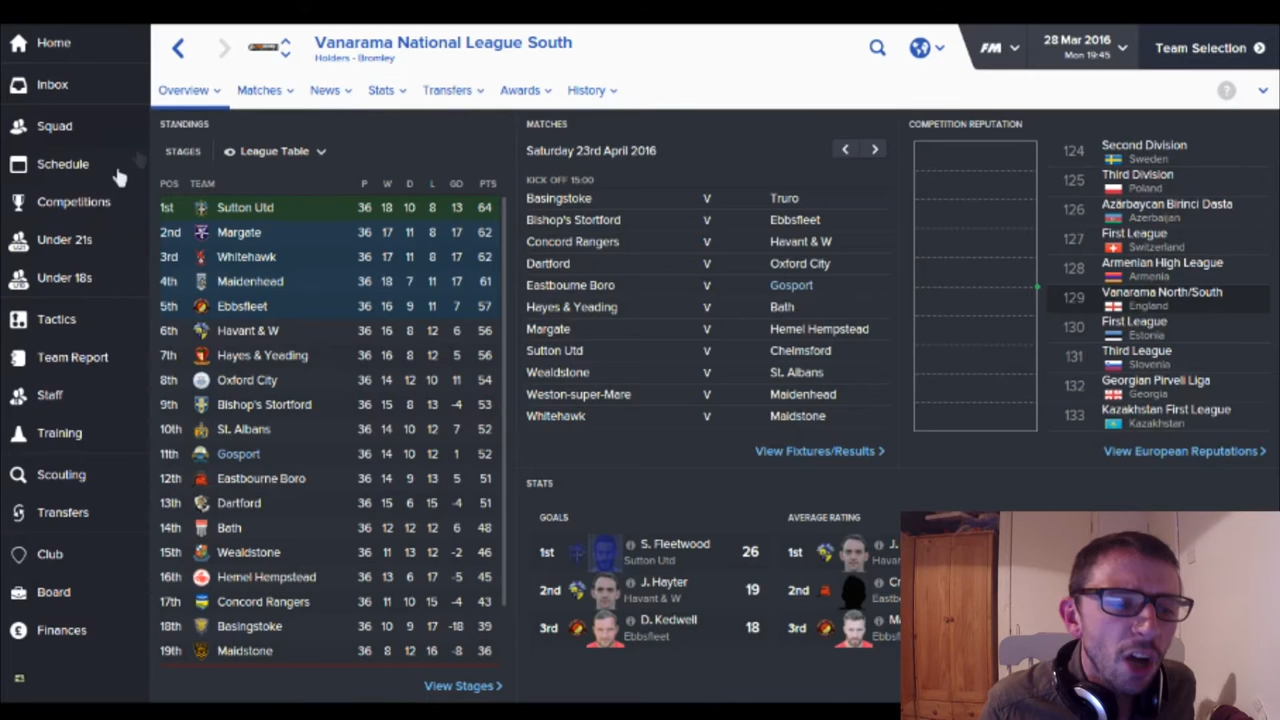 Home
Inbox
Squad
Schedule
Competitions
Under 21s
Under 18s
Tactics
Team Report
Staff
Training
Scouting
Transfers
Club
Board
Finances
Vanarama National League South
Holders - Bromley
FM
28 Mar 2016
Mon 19:45
Team Selection
Overview Matches News Stats Transfers Awards History
?
STANDINGS
STAGES League Table
POS TEAM P W D L GD PTS
1st Sutton Utd 36 18 10 8 13 64
2nd Margate 36 17 11 8 17 62
3rd Whitehawk 36 17 11 8 17 62
4th Maidenhead 36 18 7 11 17 61
5th Ebbsfleet 36 16 9 11 7 57
6th Havant & W 36 16 8 12 6 56
7th Hayes & Yeading 36 16 8 12 5 56
8th Oxford City 36 14 12 10 11 54
9th Bishop's Stortford 36 15 8 13 -4 53
10th St. Albans 36 14 10 12 7 52
11th Gosport 36 14 10 12 1 52
12th Eastbourne Boro 36 14 9 13 5 51
13th Dartford 36 15 6 15 -4 51
14th Bath 36 12 12 12 6 48
15th Wealdstone 36 11 13 12 -2 46
16th Hemel Hempstead 36 13 6 17 -5 45
17th Concord Rangers 36 11 10 15 -4 43
18th Basingstoke 36 10 9 17 -18 39
19th Maidstone 36 8 12 16 -8 36
View Stages
MATCHES
Saturday 23rd April 2016
KICK OFF 15:00
Basingstoke V Truro
Bishop's Stortford V Ebbsfleet
Concord Rangers V Havant & W
Dartford V Oxford City
Eastbourne Boro V Gosport
Hayes & Yeading V Bath
Margate V Hemel Hempstead
Sutton Utd V Chelmsford
Wealdstone V St. Albans
Weston-super-Mare V Maidenhead
Whitehawk V Maidstone
View Fixtures/Results
COMPETITION REPUTATION
124 Second Division
Sweden
125 Third Division
Poland
126 Azärbaycan Birinci Dasta
Azerbaijan
127 First League
Switzerland
128 Armenian High League
Armenia
129 Vanarama North/South
England
130 First League
Estonia
131 Third League
Slovenia
132 Georgian Pirveli Liga
Georgia
133 Kazakhstan First League
Kazakhstan
View European Reputations
STATS
GOALS
1st S. Fleetwood 26
Sutton Utd
2nd J. Hayter 19
Havant & W
3rd D. Kedwell 18
Ebbsfleet
AVERAGE RATING
1st J.
Havar
2nd Cr
Eastb
3rd M
Ebbsf